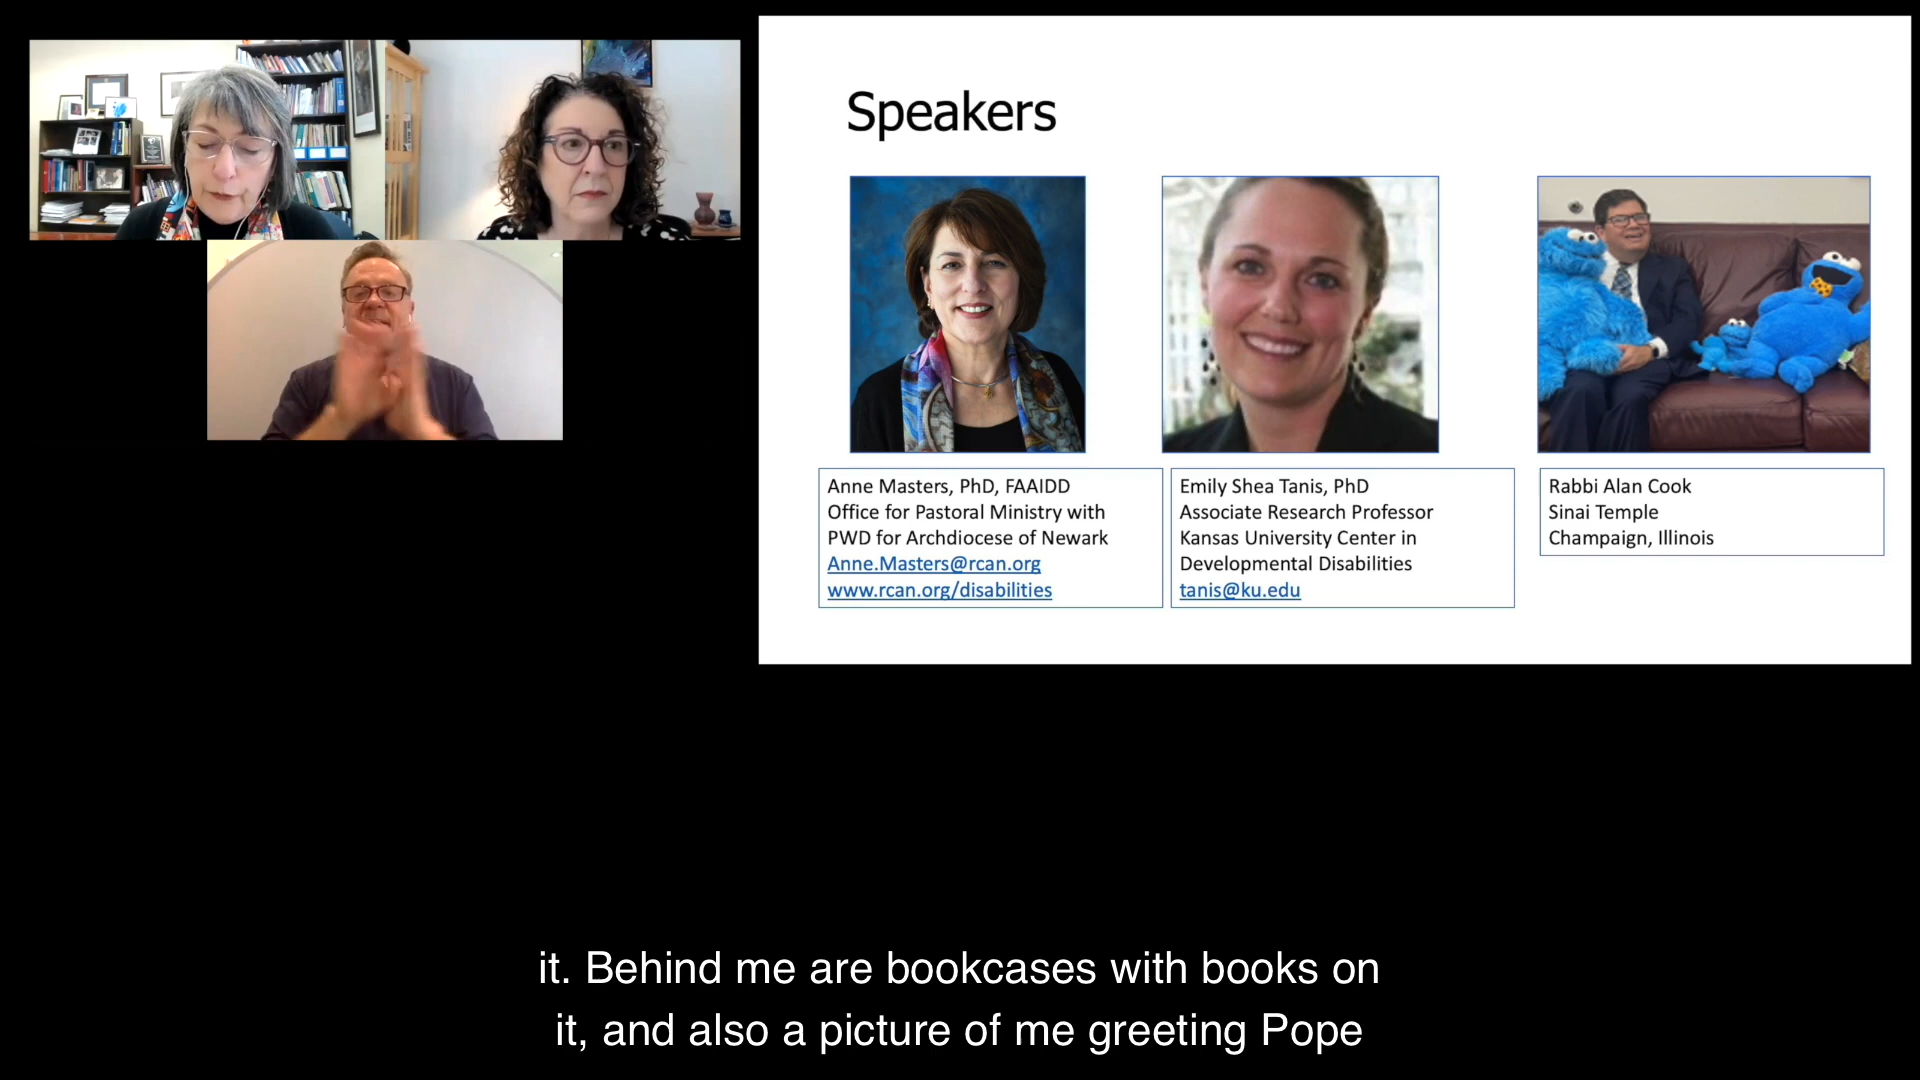 Speakers
Anne Masters, PhD, FAAIDD
Office for Pastoral Ministry with
PWD for Archdiocese of Newark
Anne.Masters@rcan.org
www.rcan.org/disabilities
Emily Shea Tanis, PhD
Associate Research Professor
Kansas University Center in
Developmental Disabilities
tanis@ku.edu
Rabbi Alan Cook
Sinai Temple
Champaign, Illinois
it. Behind me are bookcases with books on
it, and also a picture of me greeting Pope